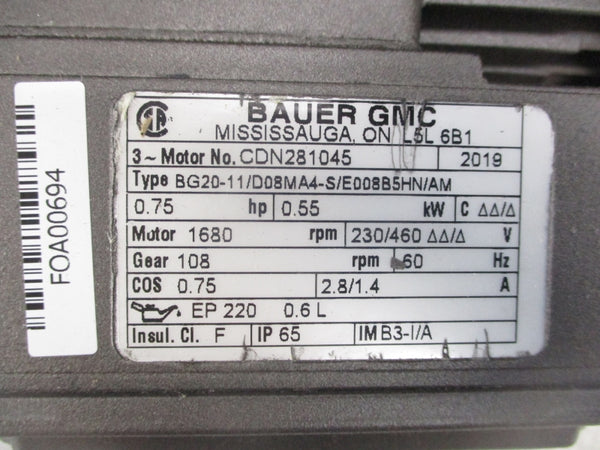 FOA00694
BAUER GMC
MISSISSAUGA, ON L5L 6B1
3~ Motor No. CDN281045 2019
Type BG20-11/D08MA4-S/E008B5HN/AM
0.75 hp 0.55 kW C ΔΔ/Δ
Motor 1680 rpm 230/460 ΔΔ/Δ V
Gear 108 rpm 60 Hz
COS 0.75 2.8/1.4 A
EP 220 0.6 L
Insul. Cl. F IP 65 IM B3-I/A